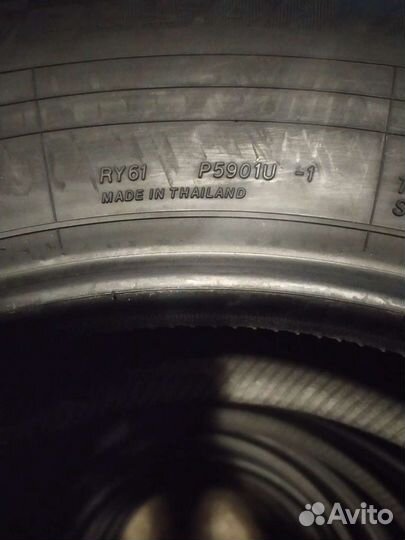 RY61 P5901U -1
MADE IN THAILAND
Avito